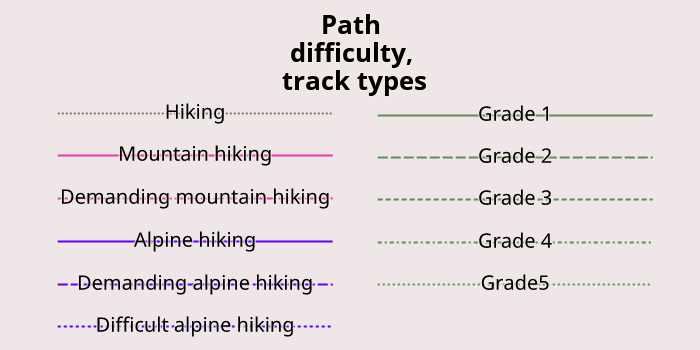 Path
difficulty,
track types
Hiking
Mountain hiking
Demanding mountain hiking
Alpine hiking
Demanding alpine hiking
Difficult alpine hiking
Grade 1
Grade 2
Grade 3
Grade 4
Grade5